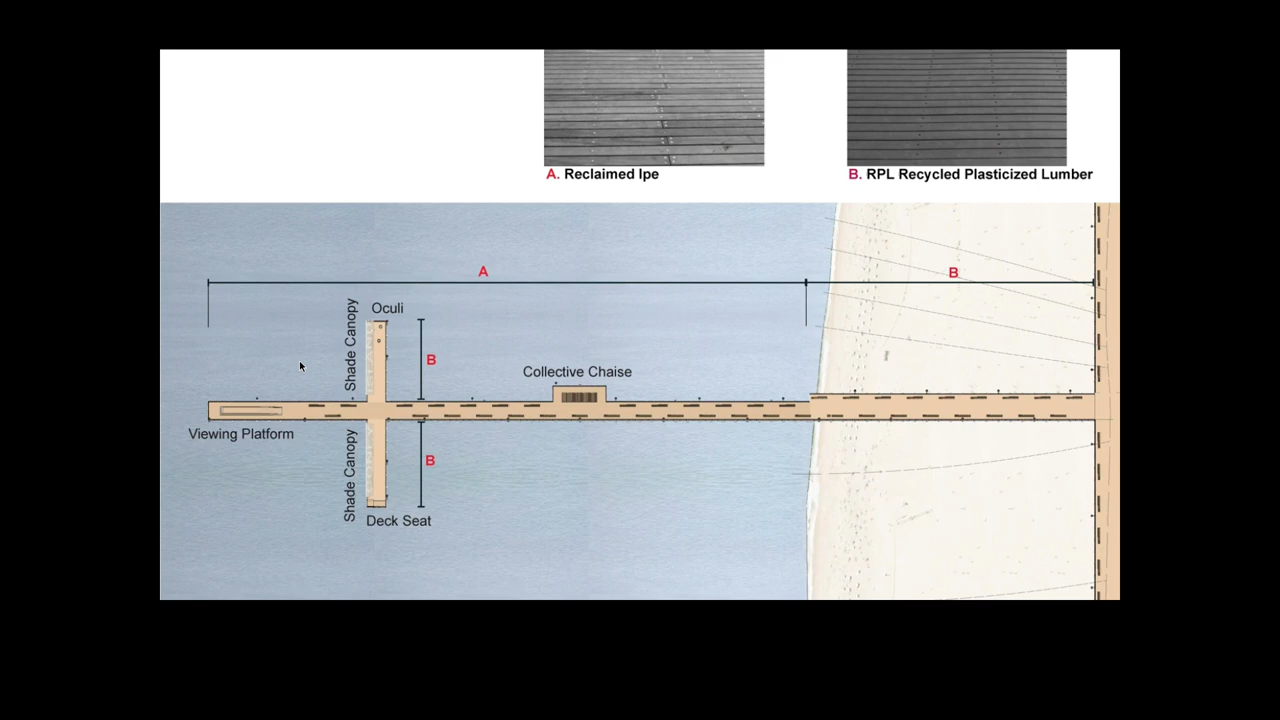 A. Reclaimed Ipe
B. RPL Recycled Plasticized Lumber
A
B
Oculi
Shade Canopy
B
Collective Chaise
Viewing Platform
Shade Canopy
B
Deck Seat